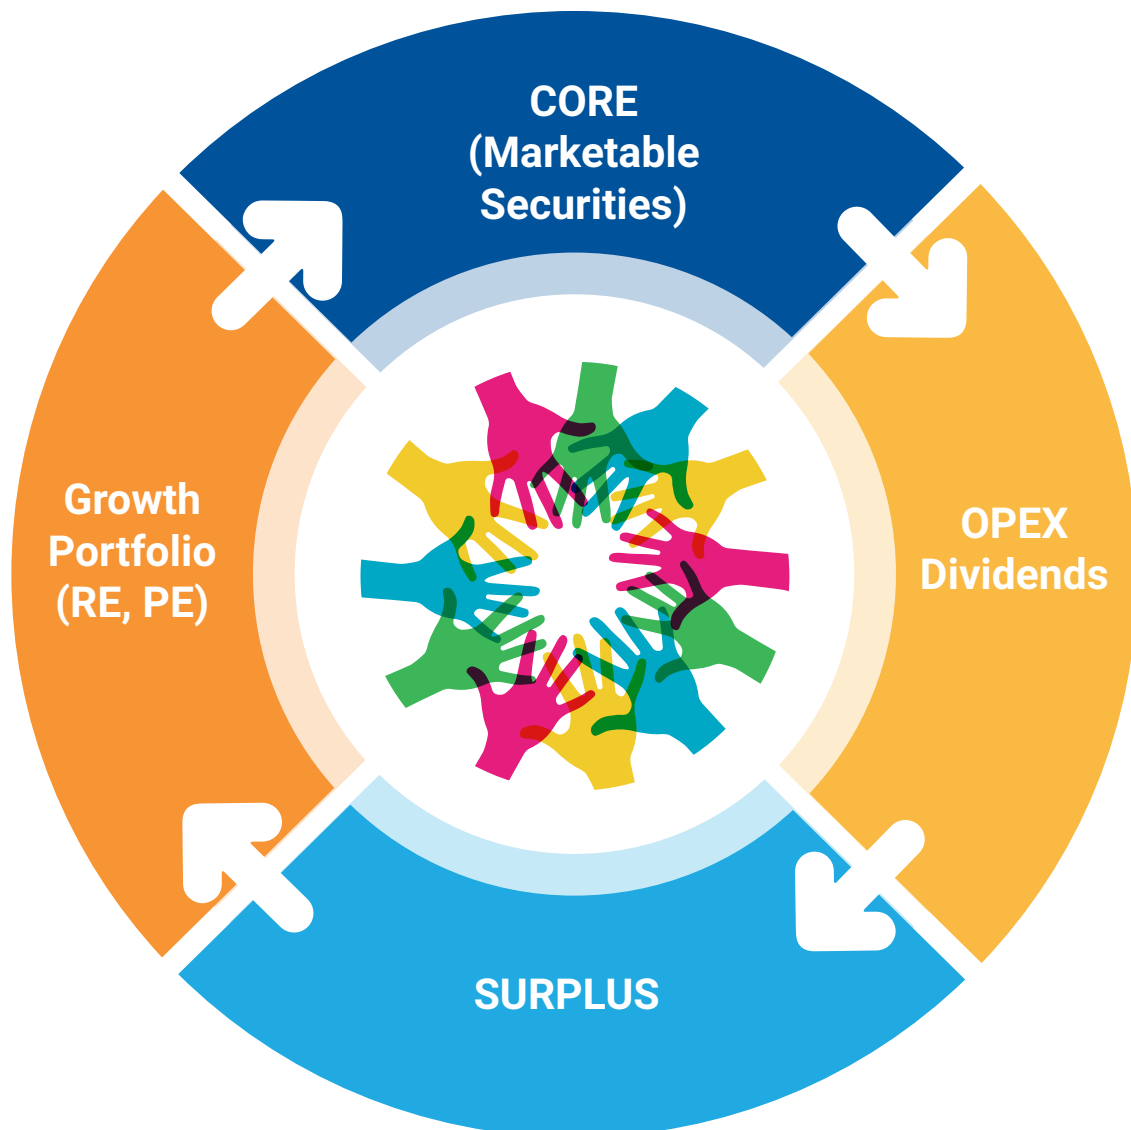 CORE
(Marketable
Securities)
Growth
Portfolio
(RE, PE)
OPEX
Dividends
SURPLUS